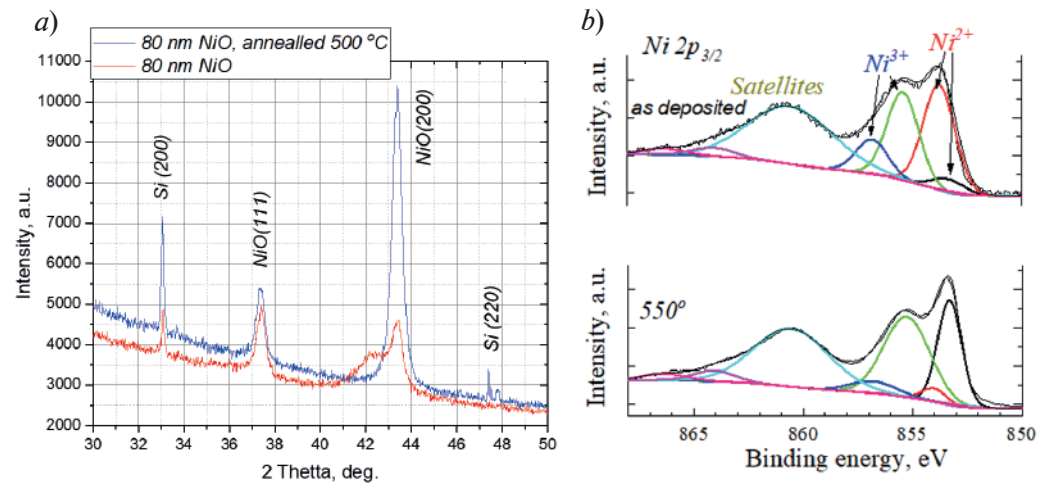 a)
80 nm NiO, annealled 500 °C
80 nm NiO
11000
10000
9000
8000
7000
6000
5000
4000
3000
2000
Intensity, a.u.
Si (200)
NiO(111)
NiO(200)
Si (220)
30 32 34 36 38 40 42 44 46 48 50
2 Thetta, deg.
b)
Ni 2p3/2
Ni3+
Ni2+
Satellites
as deposited
Intensity, a.u.
550°
Intensity, a.u.
865 860 855 850
Binding energy, eV